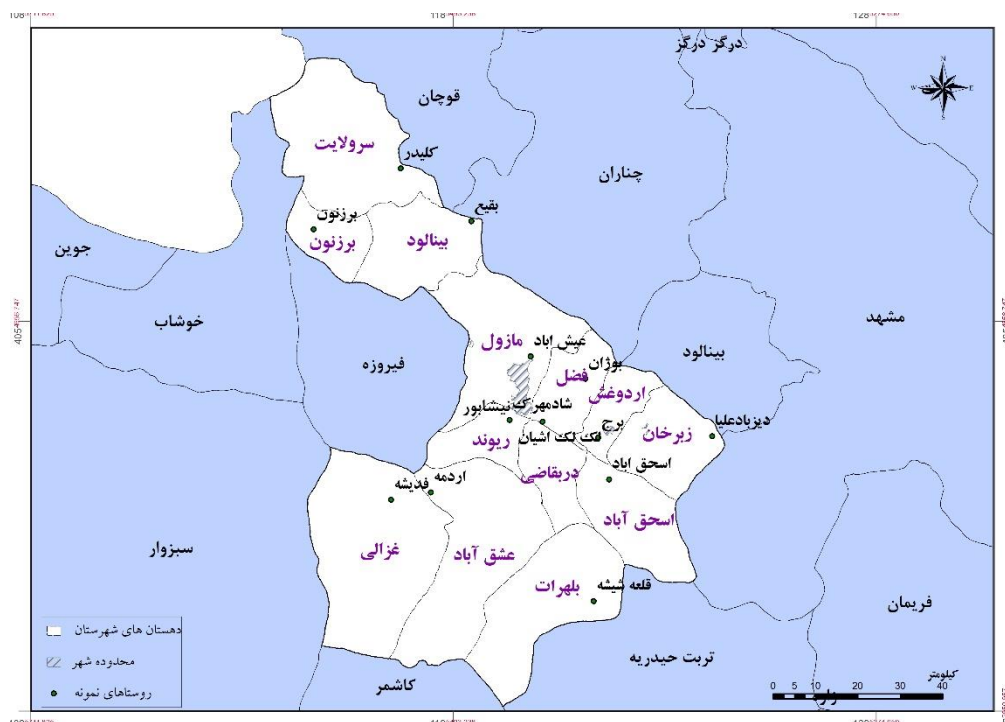 درگز درگز
قوچان
سرولایت
کلیدر
چناران
برزنون
بقیع
برزنون
بینالود
جوین
خوشاب
مشهد
فیروزه
بینالود
مازول
عیش اباد
بوژان
فضل
اردوغش
شادمهرک
نیشابور
برج
دیزبادعلیا
ریوند
لک لک اشیان
زبرخان
دربقاضی
اسحق اباد
اردمه
فدیشه
اسحق آباد
سبزوار
غزالی
عشق آباد
بلهرات
قلعه شیشه
فریمان
تربت حیدریه
کاشمر
دهستان های شهرستان
محدوده شهر
روستاهای نمونه
کیلومتر
0 5 10 20 30 40
N
W
E
S